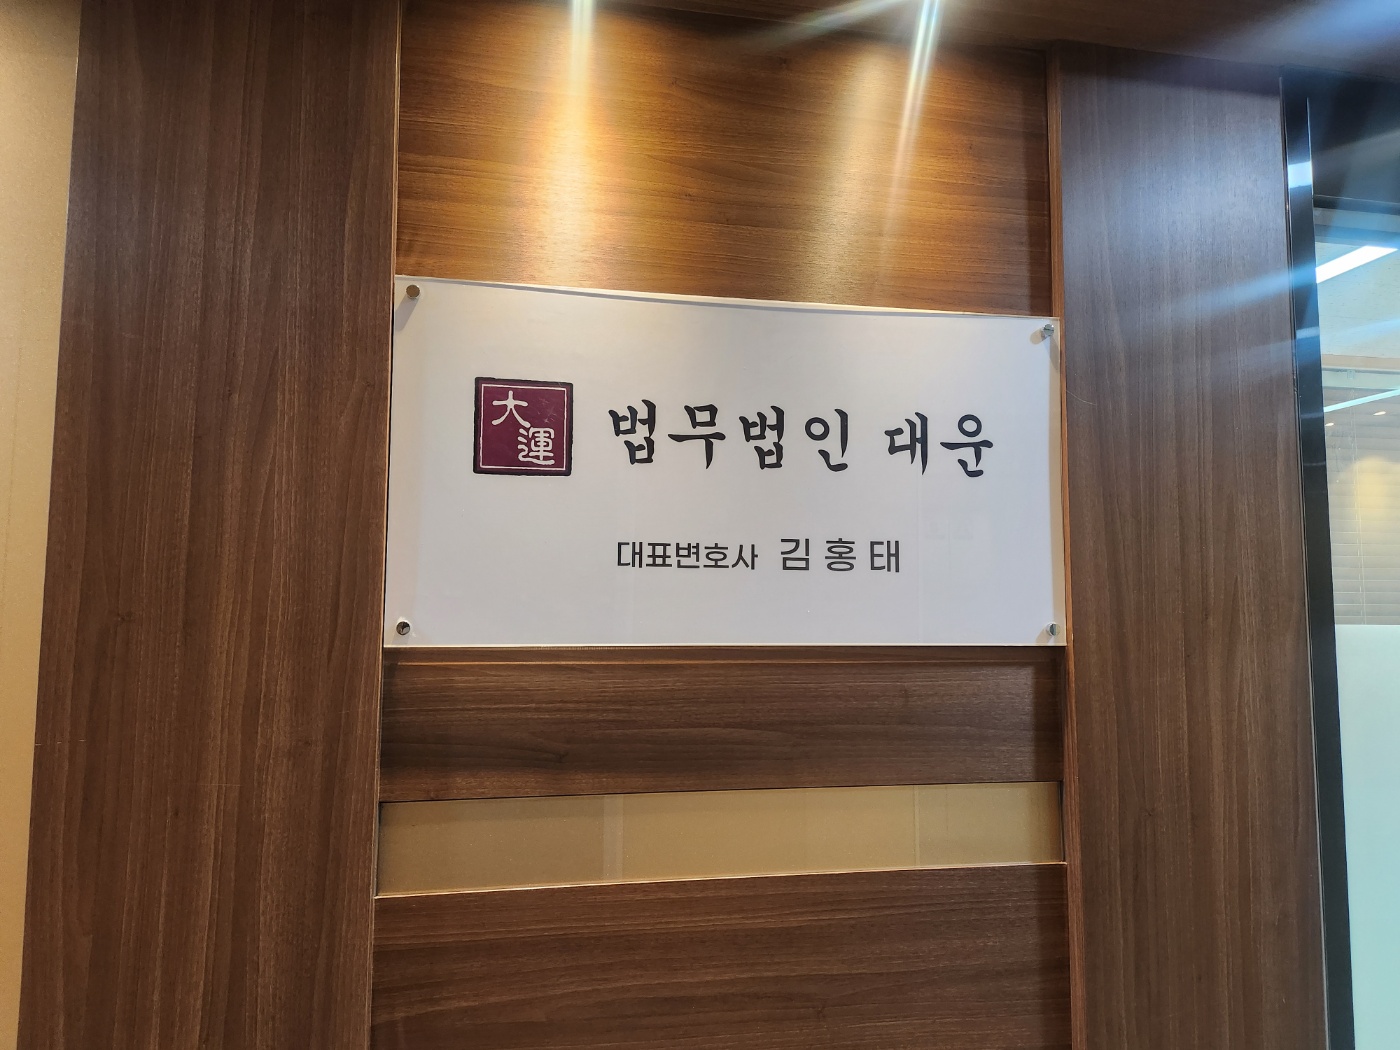 大運
법무법인 대운
대표변호사 김홍태